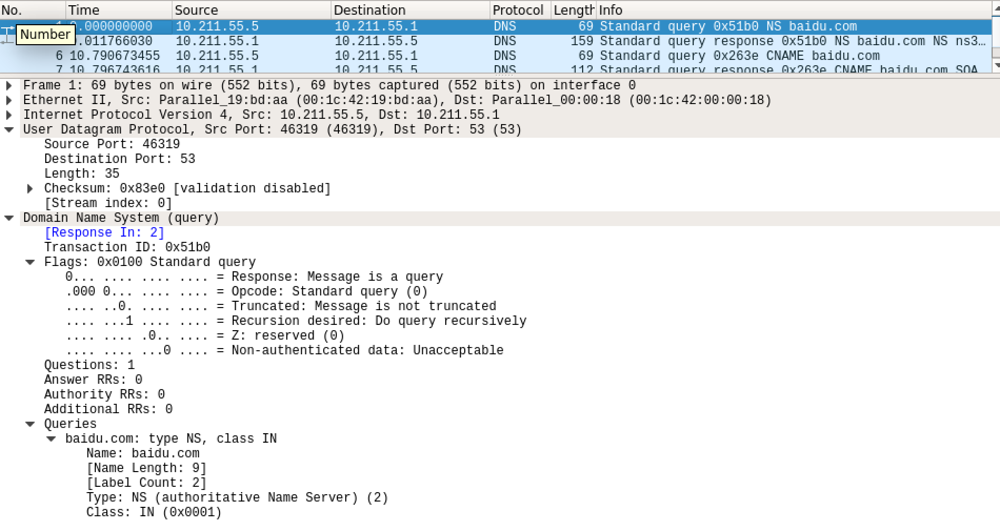 No. Time Source Destination Protocol Length Info
.000000000 10.211.55.5 10.211.55.1 DNS 69 Standard query 0x51b0 NS baidu.com
Number
.011766030 10.211.55.1 10.211.55.5 DNS 159 Standard query response 0x51b0 NS baidu.com NS ns3…
6 10.790673455 10.211.55.5 10.211.55.1 DNS 69 Standard query 0x263e CNAME baidu.com
7 10.796743616 10.211.55.1 10.211.55.5 DNS 112 Standard query response 0x263e CNAME baidu.com SOA
Frame 1: 69 bytes on wire (552 bits), 69 bytes captured (552 bits) on interface 0
Ethernet II, Src: Parallel_19:bd:aa (00:1c:42:19:bd:aa), Dst: Parallel_00:00:18 (00:1c:42:00:00:18)
Internet Protocol Version 4, Src: 10.211.55.5, Dst: 10.211.55.1
User Datagram Protocol, Src Port: 46319 (46319), Dst Port: 53 (53)
Source Port: 46319
Destination Port: 53
Length: 35
Checksum: 0x83e0 [validation disabled]
[Stream index: 0]
Domain Name System (query)
[Response In: 2]
Transaction ID: 0x51b0
Flags: 0x0100 Standard query
0... .... .... .... = Response: Message is a query
.000 0... .... .... = Opcode: Standard query (0)
.... ..0. .... .... = Truncated: Message is not truncated
.... ...1 .... .... = Recursion desired: Do query recursively
.... .... .0.. .... = Z: reserved (0)
.... .... ...0 .... = Non-authenticated data: Unacceptable
Questions: 1
Answer RRs: 0
Authority RRs: 0
Additional RRs: 0
Queries
baidu.com: type NS, class IN
Name: baidu.com
[Name Length: 9]
[Label Count: 2]
Type: NS (authoritative Name Server) (2)
Class: IN (0x0001)